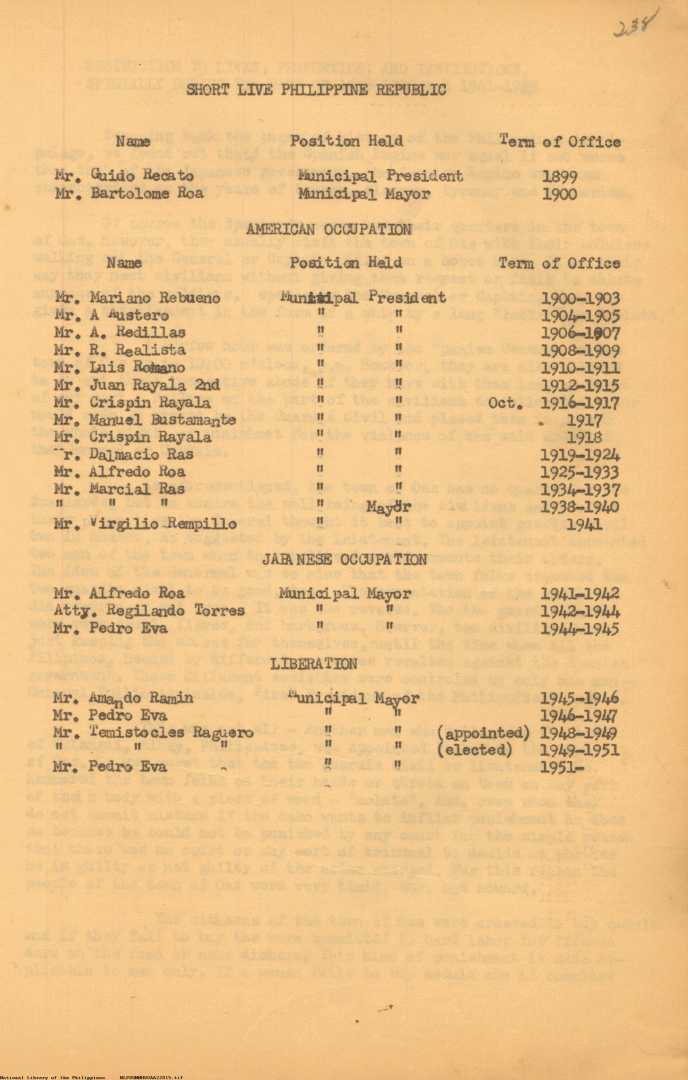 238
SHORT LIVE PHILIPPINE REPUBLIC
Name Position Held Term of Office
Mr. Guido Recato Municipal President 1899
Mr. Bartolome Roa Municipal Mayor 1900
AMERICAN OCCUPATION
Name Position Held Term of Office
Mr. Mariano Rebueno Municipal President 1900-1903
Mr. A Austero " " 1904-1905
Mr. A. Redillas " " 1906-1907
Mr. R. Realista " " 1908-1909
Mr. Luis Romano " " 1910-1911
Mr. Juan Rayala 2nd " " 1912-1915
Mr. Crispin Rayala " " Oct. 1916-1917
Mr. Manuel Bustamante " " 1917
Mr. Crispin Rayala " " 1918
Mr. Dalmacio Ras " " 1919-1924
Mr. Alfredo Roa " " 1925-1933
Mr. Marcial Ras " " 1934-1937
" " " " Mayor 1938-1940
Mr. Virgilio Rempillo " " 1941
JAPANESE OCCUPATION
Mr. Alfredo Roa Municipal Mayor 1941-1942
Atty. Regilando Torres " " 1942-1944
Mr. Pedro Eva " " 1944-1945
LIBERATION
Mr. Amando Ramin Municipal Mayor 1945-1946
Mr. Pedro Eva " " 1946-1947
Mr. Temistocles Raguero " " (appointed) 1948-1949
" " " " " (elected) 1949-1951
Mr. Pedro Eva " " 1951-
National Library of the Philippines